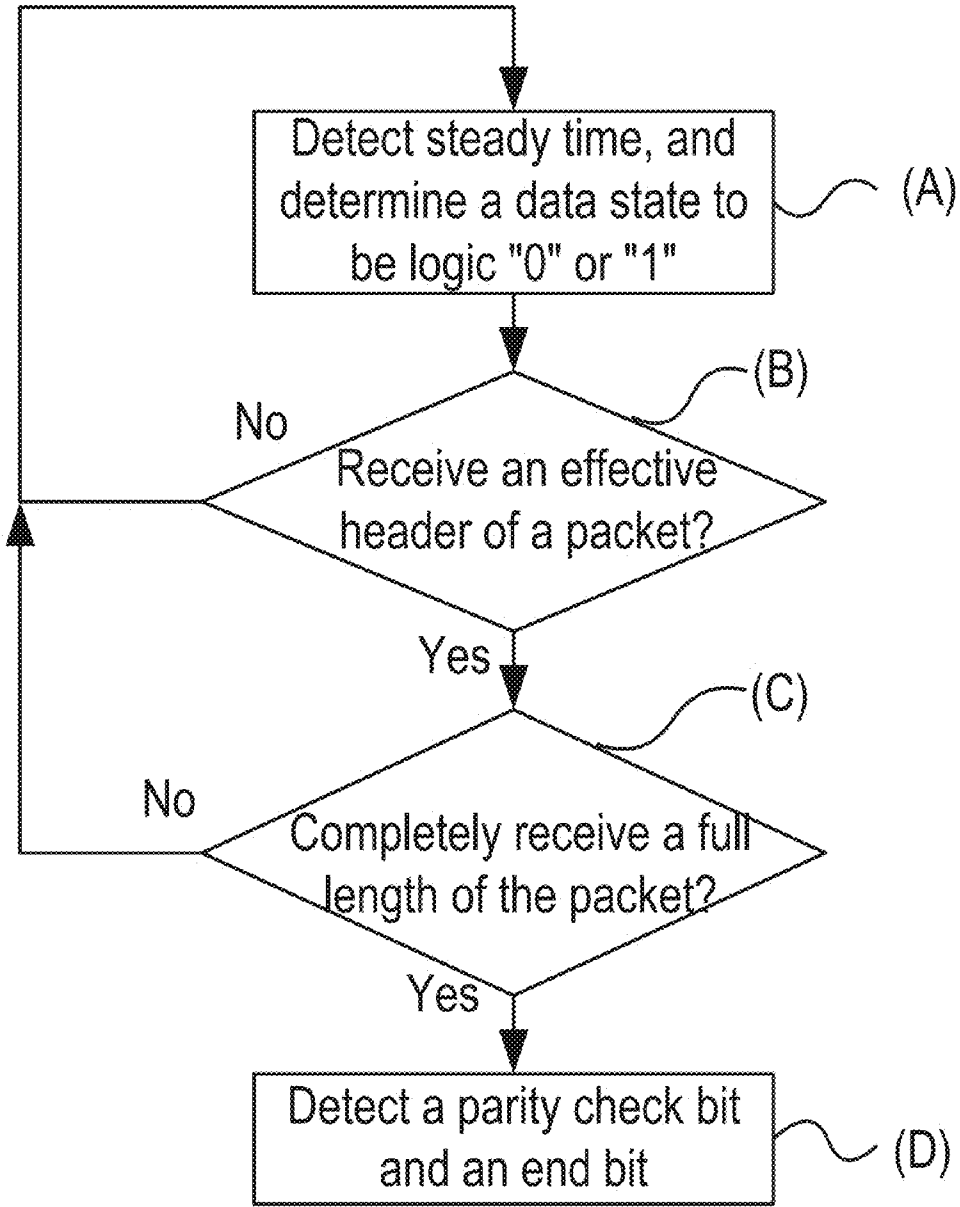 Detect steady time, and
determine a data state to
be logic "0" or "1"
(A)
(B)
No
Receive an effective
header of a packet?
Yes
(C)
No
Completely receive a full
length of the packet?
Yes
Detect a parity check bit
and an end bit
(D)